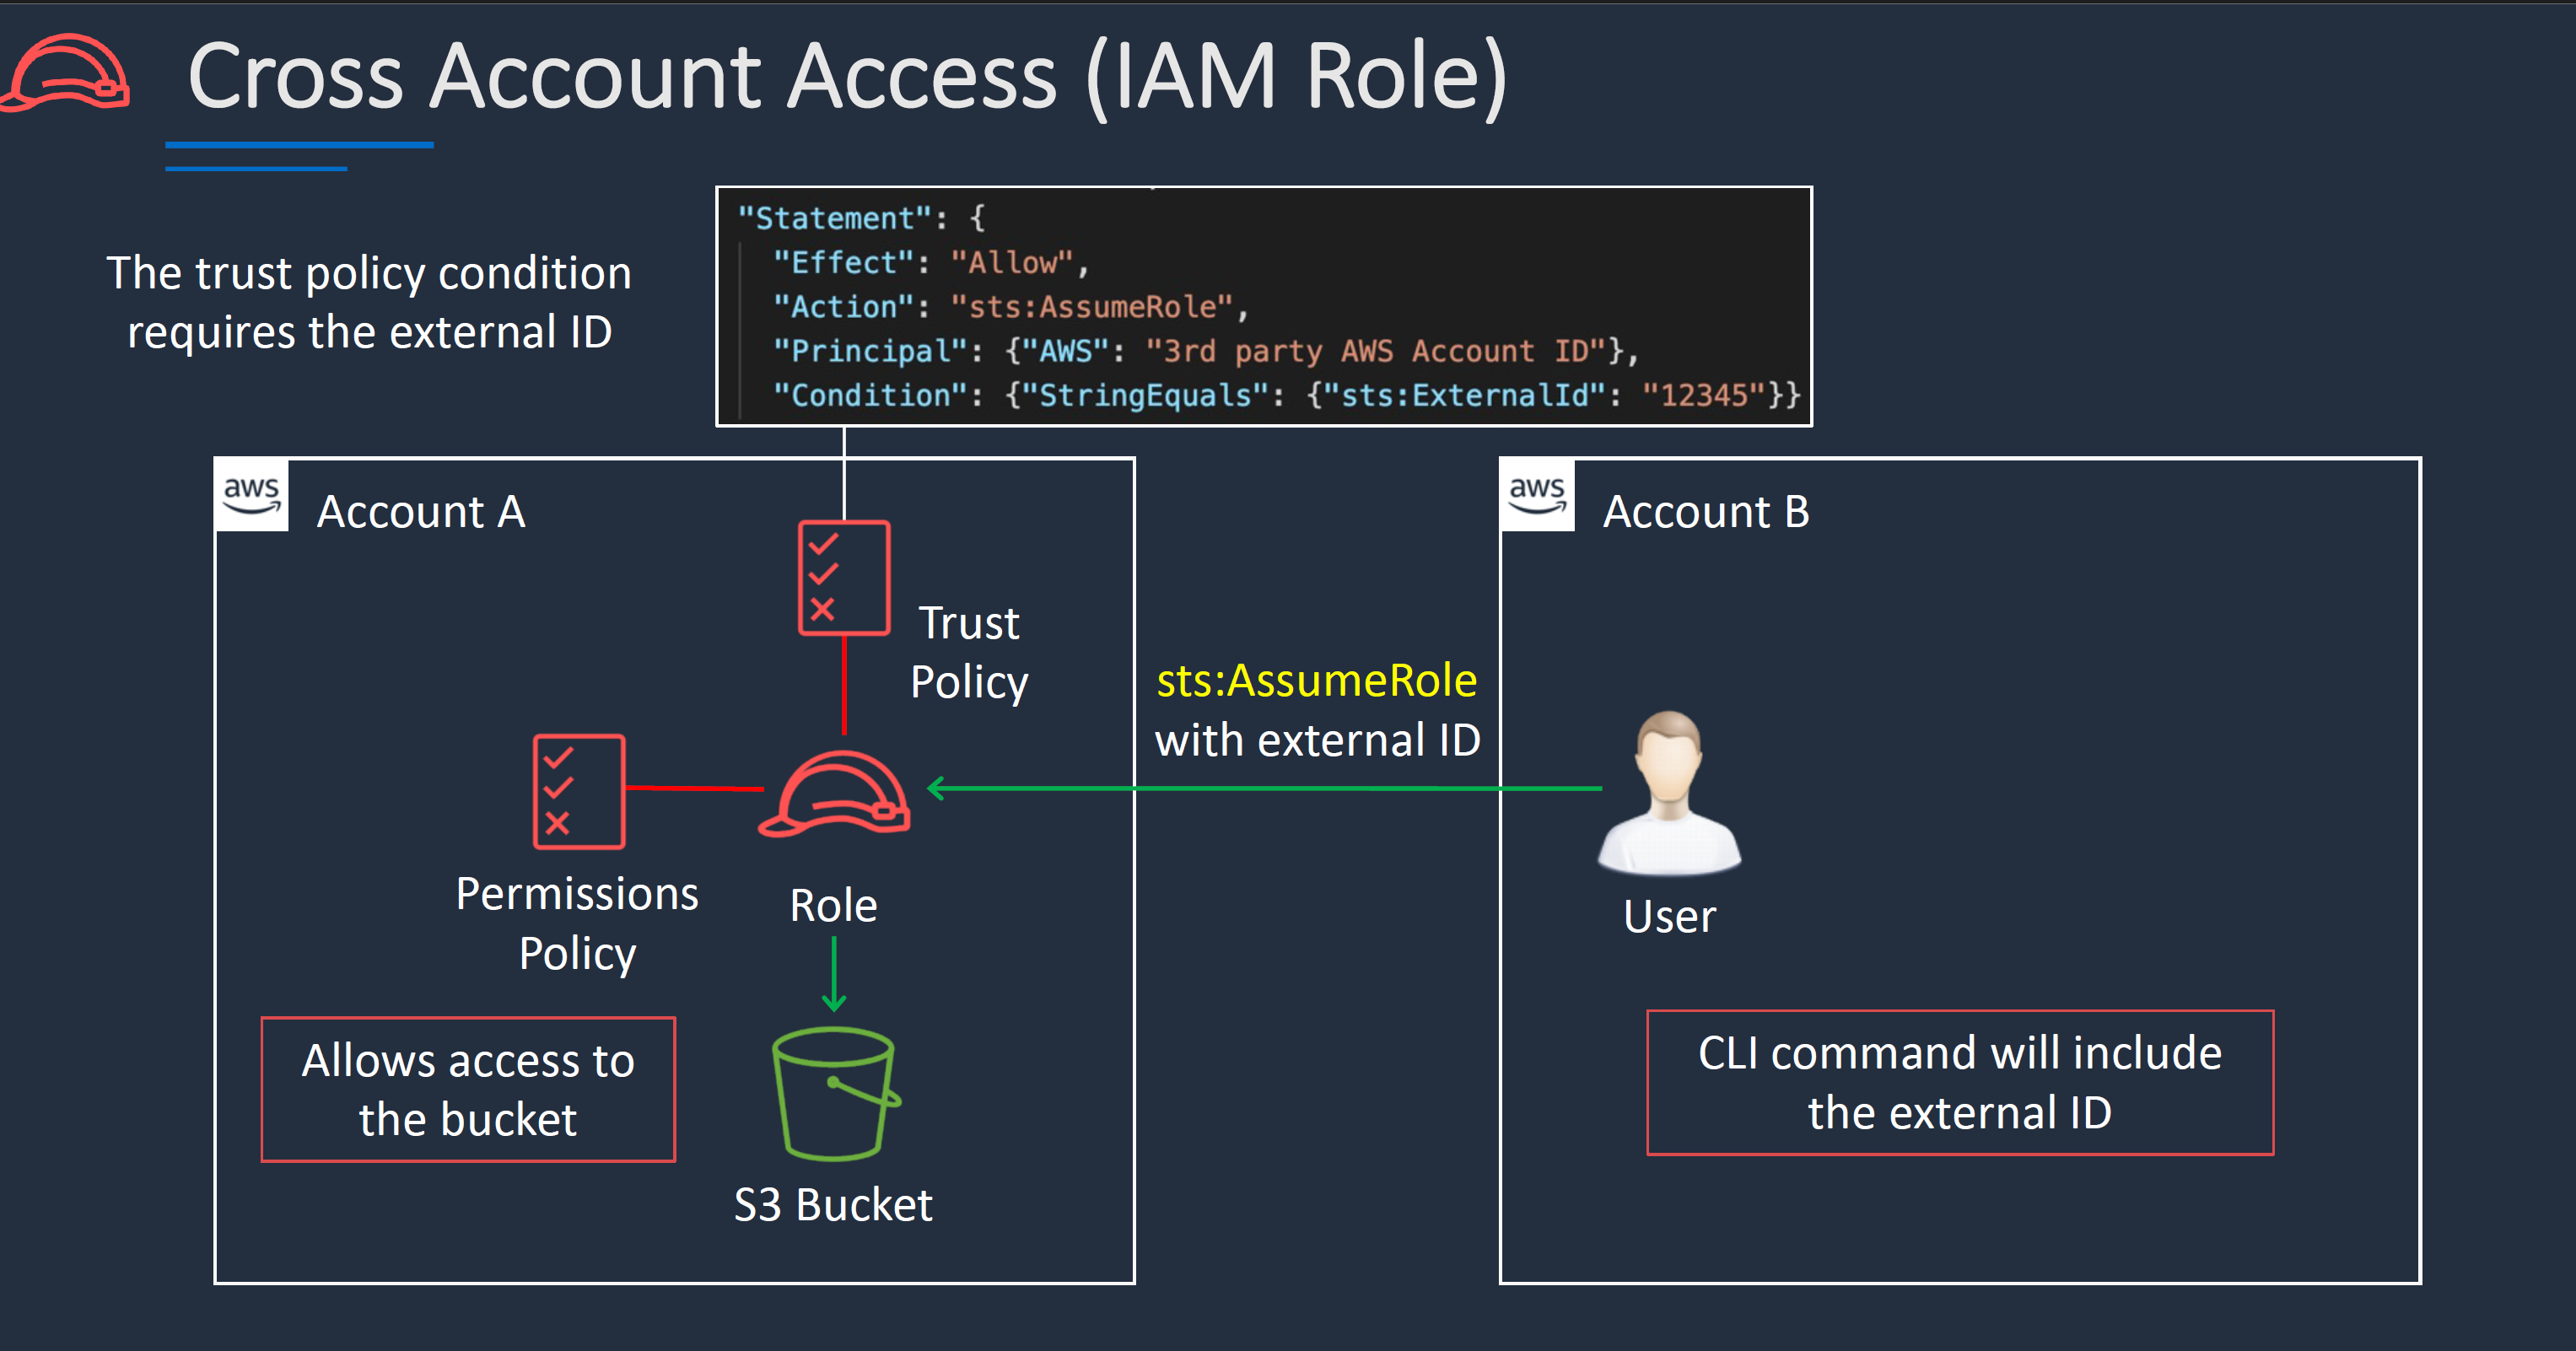 Cross Account Access (IAM Role)
The trust policy condition
requires the external ID
"Statement": {
"Effect": "Allow",
"Action": "sts:AssumeRole",
"Principal": {"AWS": "3rd party AWS Account ID"},
"Condition": {"StringEquals": {"sts:ExternalId": "12345"}}
aws
Account A
Trust
Policy
Permissions
Policy
Role
Allows access to
the bucket
S3 Bucket
sts:AssumeRole
with external ID
aws
Account B
User
CLI command will include
the external ID